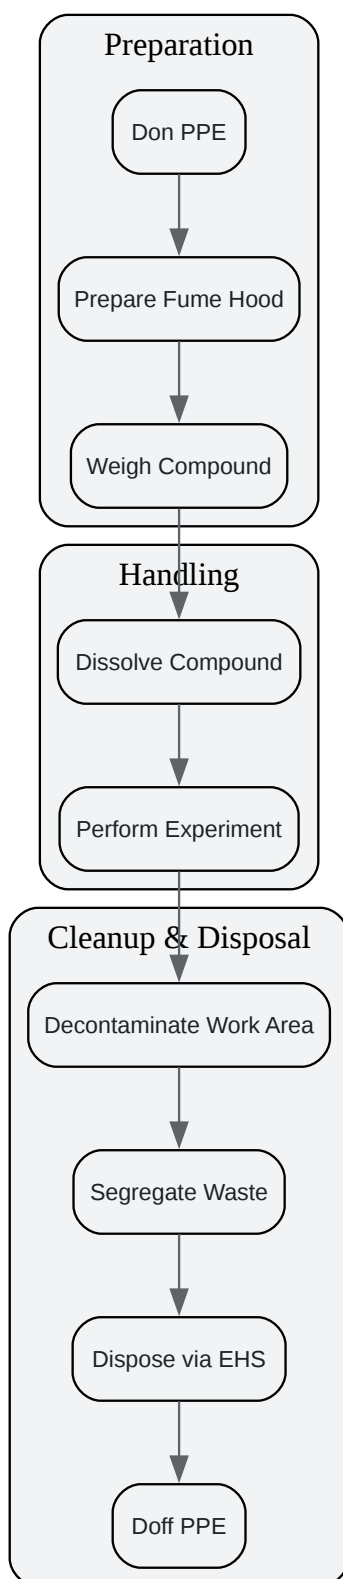 Preparation
Don PPE
Prepare Fume Hood
Weigh Compound
Handling
Dissolve Compound
Perform Experiment
Cleanup & Disposal
Decontaminate Work Area
Segregate Waste
Dispose via EHS
Doff PPE